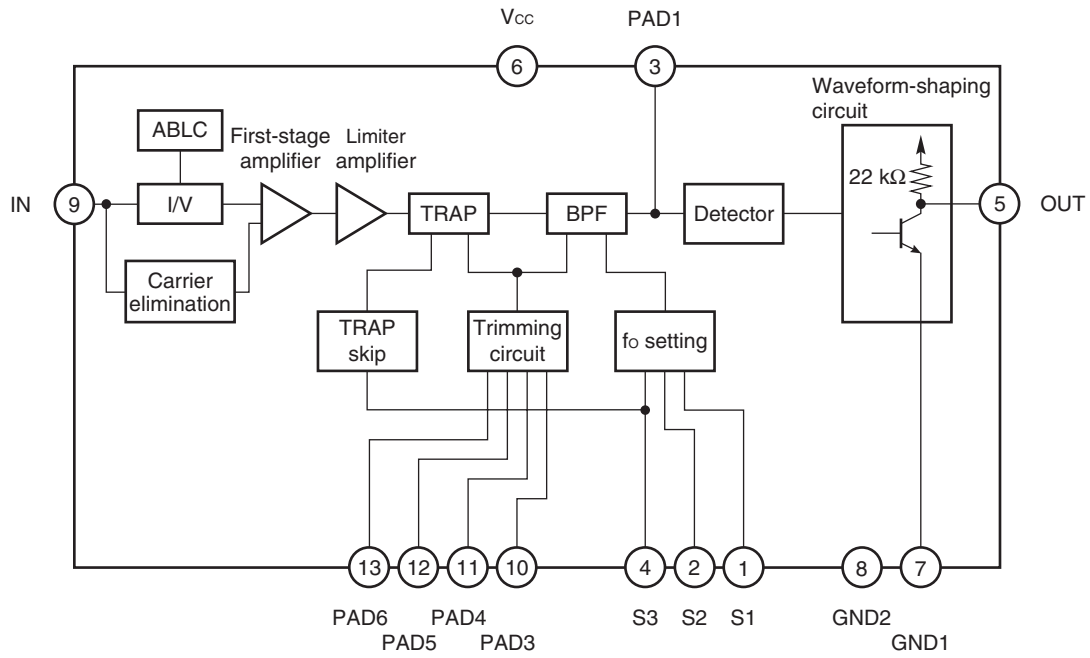 Vcc
PAD1
6
3
Waveform-shaping
circuit
ABLC
First-stage
amplifier
Limiter
amplifier
22 kΩ
IN
9
I/V
TRAP
BPF
Detector
5
OUT
Carrier
elimination
TRAP
skip
Trimming
circuit
fo setting
13
12
11
10
4
2
1
8
7
PAD6
PAD5
PAD4
PAD3
S3
S2
S1
GND2
GND1